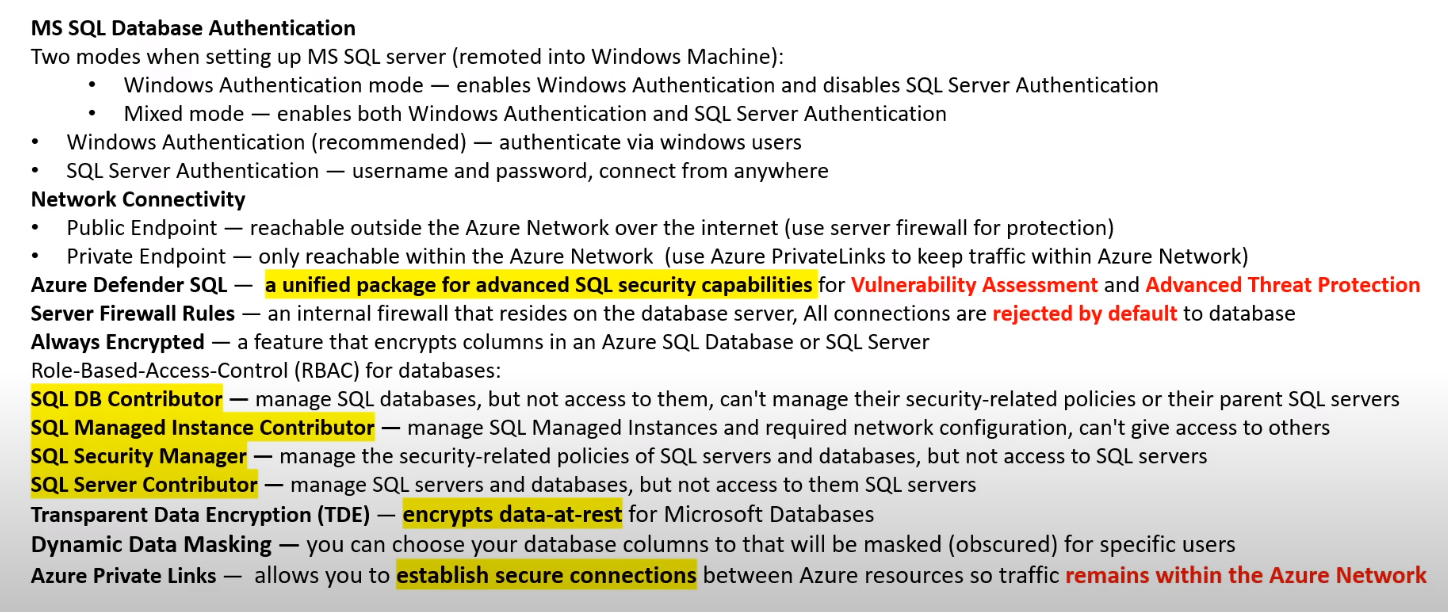 MS SQL Database Authentication
Two modes when setting up MS SQL server (remoted into Windows Machine):
• Windows Authentication mode — enables Windows Authentication and disables SQL Server Authentication
• Mixed mode — enables both Windows Authentication and SQL Server Authentication
• Windows Authentication (recommended) — authenticate via windows users
• SQL Server Authentication — username and password, connect from anywhere
Network Connectivity
• Public Endpoint — reachable outside the Azure Network over the internet (use server firewall for protection)
• Private Endpoint — only reachable within the Azure Network (use Azure PrivateLinks to keep traffic within Azure Network)
Azure Defender SQL — a unified package for advanced SQL security capabilities for Vulnerability Assessment and Advanced Threat Protection
Server Firewall Rules — an internal firewall that resides on the database server, All connections are rejected by default to database
Always Encrypted — a feature that encrypts columns in an Azure SQL Database or SQL Server
Role-Based-Access-Control (RBAC) for databases:
SQL DB Contributor — manage SQL databases, but not access to them, can't manage their security-related policies or their parent SQL servers
SQL Managed Instance Contributor — manage SQL Managed Instances and required network configuration, can't give access to others
SQL Security Manager — manage the security-related policies of SQL servers and databases, but not access to SQL servers
SQL Server Contributor — manage SQL servers and databases, but not access to them SQL servers
Transparent Data Encryption (TDE) — encrypts data-at-rest for Microsoft Databases
Dynamic Data Masking — you can choose your database columns to that will be masked (obscured) for specific users
Azure Private Links — allows you to establish secure connections between Azure resources so traffic remains within the Azure Network